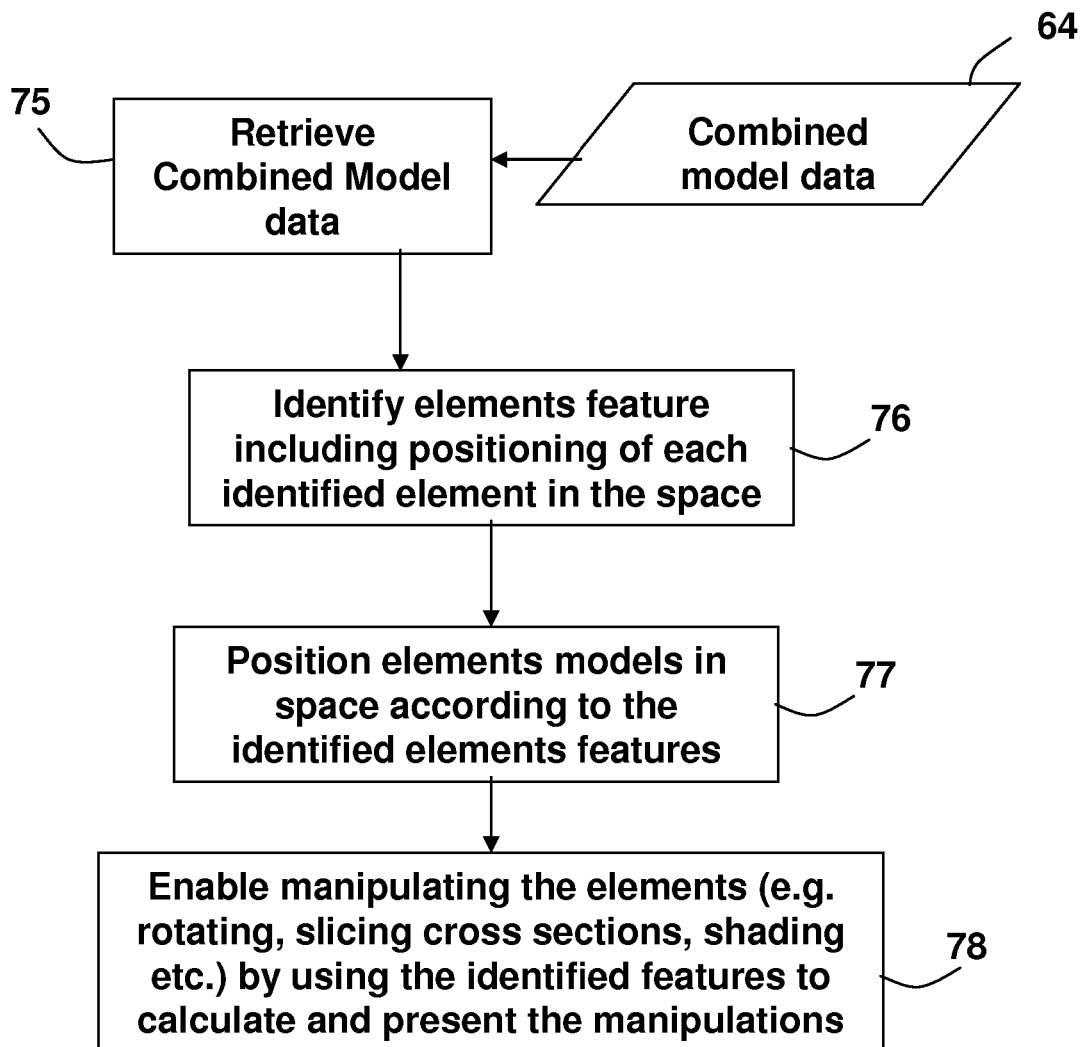 64
75
Retrieve
Combined Model
data
Combined
model data
Identify elements feature
including positioning of each
identified element in the space
76
Position elements models in
space according to the
identified elements features
77
Enable manipulating the elements (e.g.
rotating, slicing cross sections, shading
etc.) by using the identified features to
calculate and present the manipulations
78